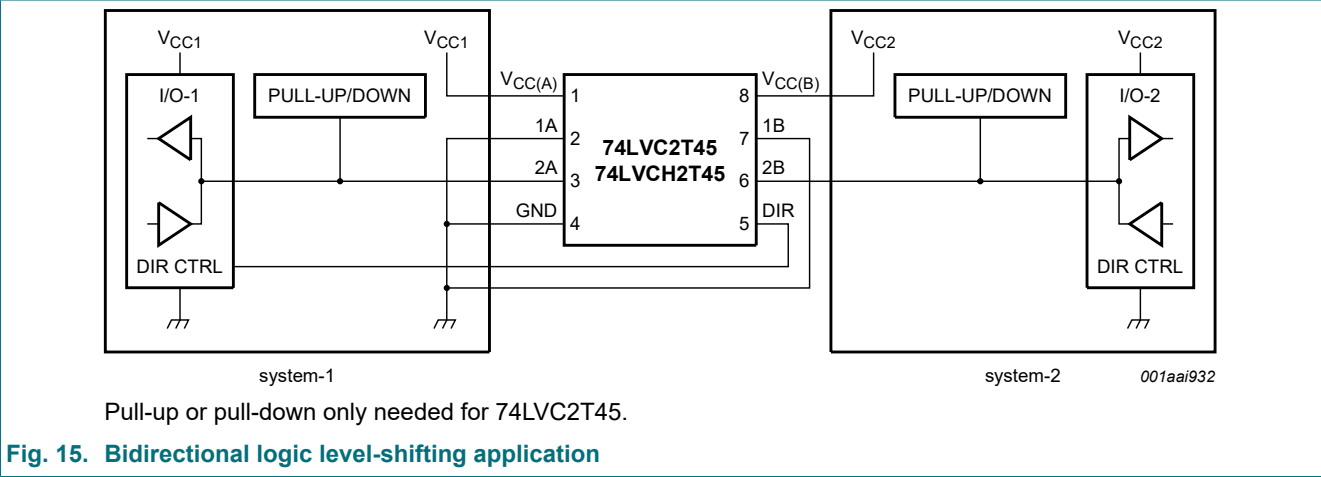 VCC1 VCC1 VCC2 VCC2
I/O-1 PULL-UP/DOWN VCC(A) 1 8 VCC(B) PULL-UP/DOWN I/O-2
1A 2 7 1B
74LVC2T45
2A 3 74LVCH2T45 6 2B
GND 4 5 DIR
DIR CTRL DIR CTRL
system-1 system-2 001aai932
Pull-up or pull-down only needed for 74LVC2T45.
Fig. 15. Bidirectional logic level-shifting application